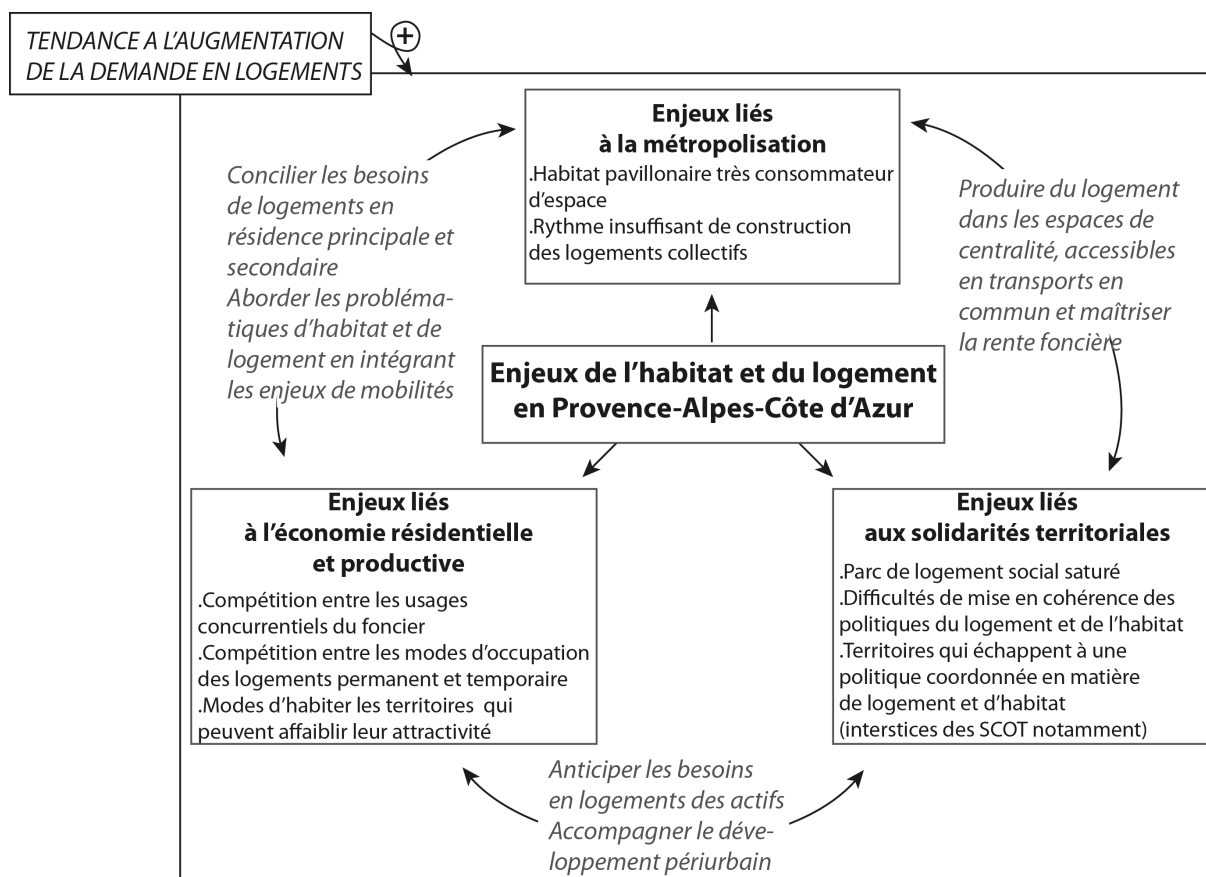 TENDANCE A L'AUGMENTATION
DE LA DEMANDE EN LOGEMENTS
+
Enjeux liés
à la métropolisation
.Habitat pavillonaire très consommateur
d'espace
.Rythme insuffisant de construction
des logements collectifs
Concilier les besoins
de logements en
résidence principale et
secondaire
Aborder les probléma-
tiques d'habitat et de
logement en intégrant
les enjeux de mobilités
Produire du logement
dans les espaces de
centralité, accessibles
en transports en
commun et maîtriser
la rente foncière
Enjeux de l'habitat et du logement
en Provence-Alpes-Côte d'Azur
Enjeux liés
à l'économie résidentielle
et productive
.Compétition entre les usages
concurrentiels du foncier
.Compétition entre les modes d'occupation
des logements permanent et temporaire
.Modes d'habiter les territoires qui
peuvent affaiblir leur attractivité
Enjeux liés
aux solidarités territoriales
.Parc de logement social saturé
.Difficultés de mise en cohérence des
politiques du logement et de l'habitat
.Territoires qui échappent à une
politique coordonnée en matière
de logement et d'habitat
(interstices des SCOT notamment)
Anticiper les besoins
en logements des actifs
Accompagner le déve-
loppement périurbain